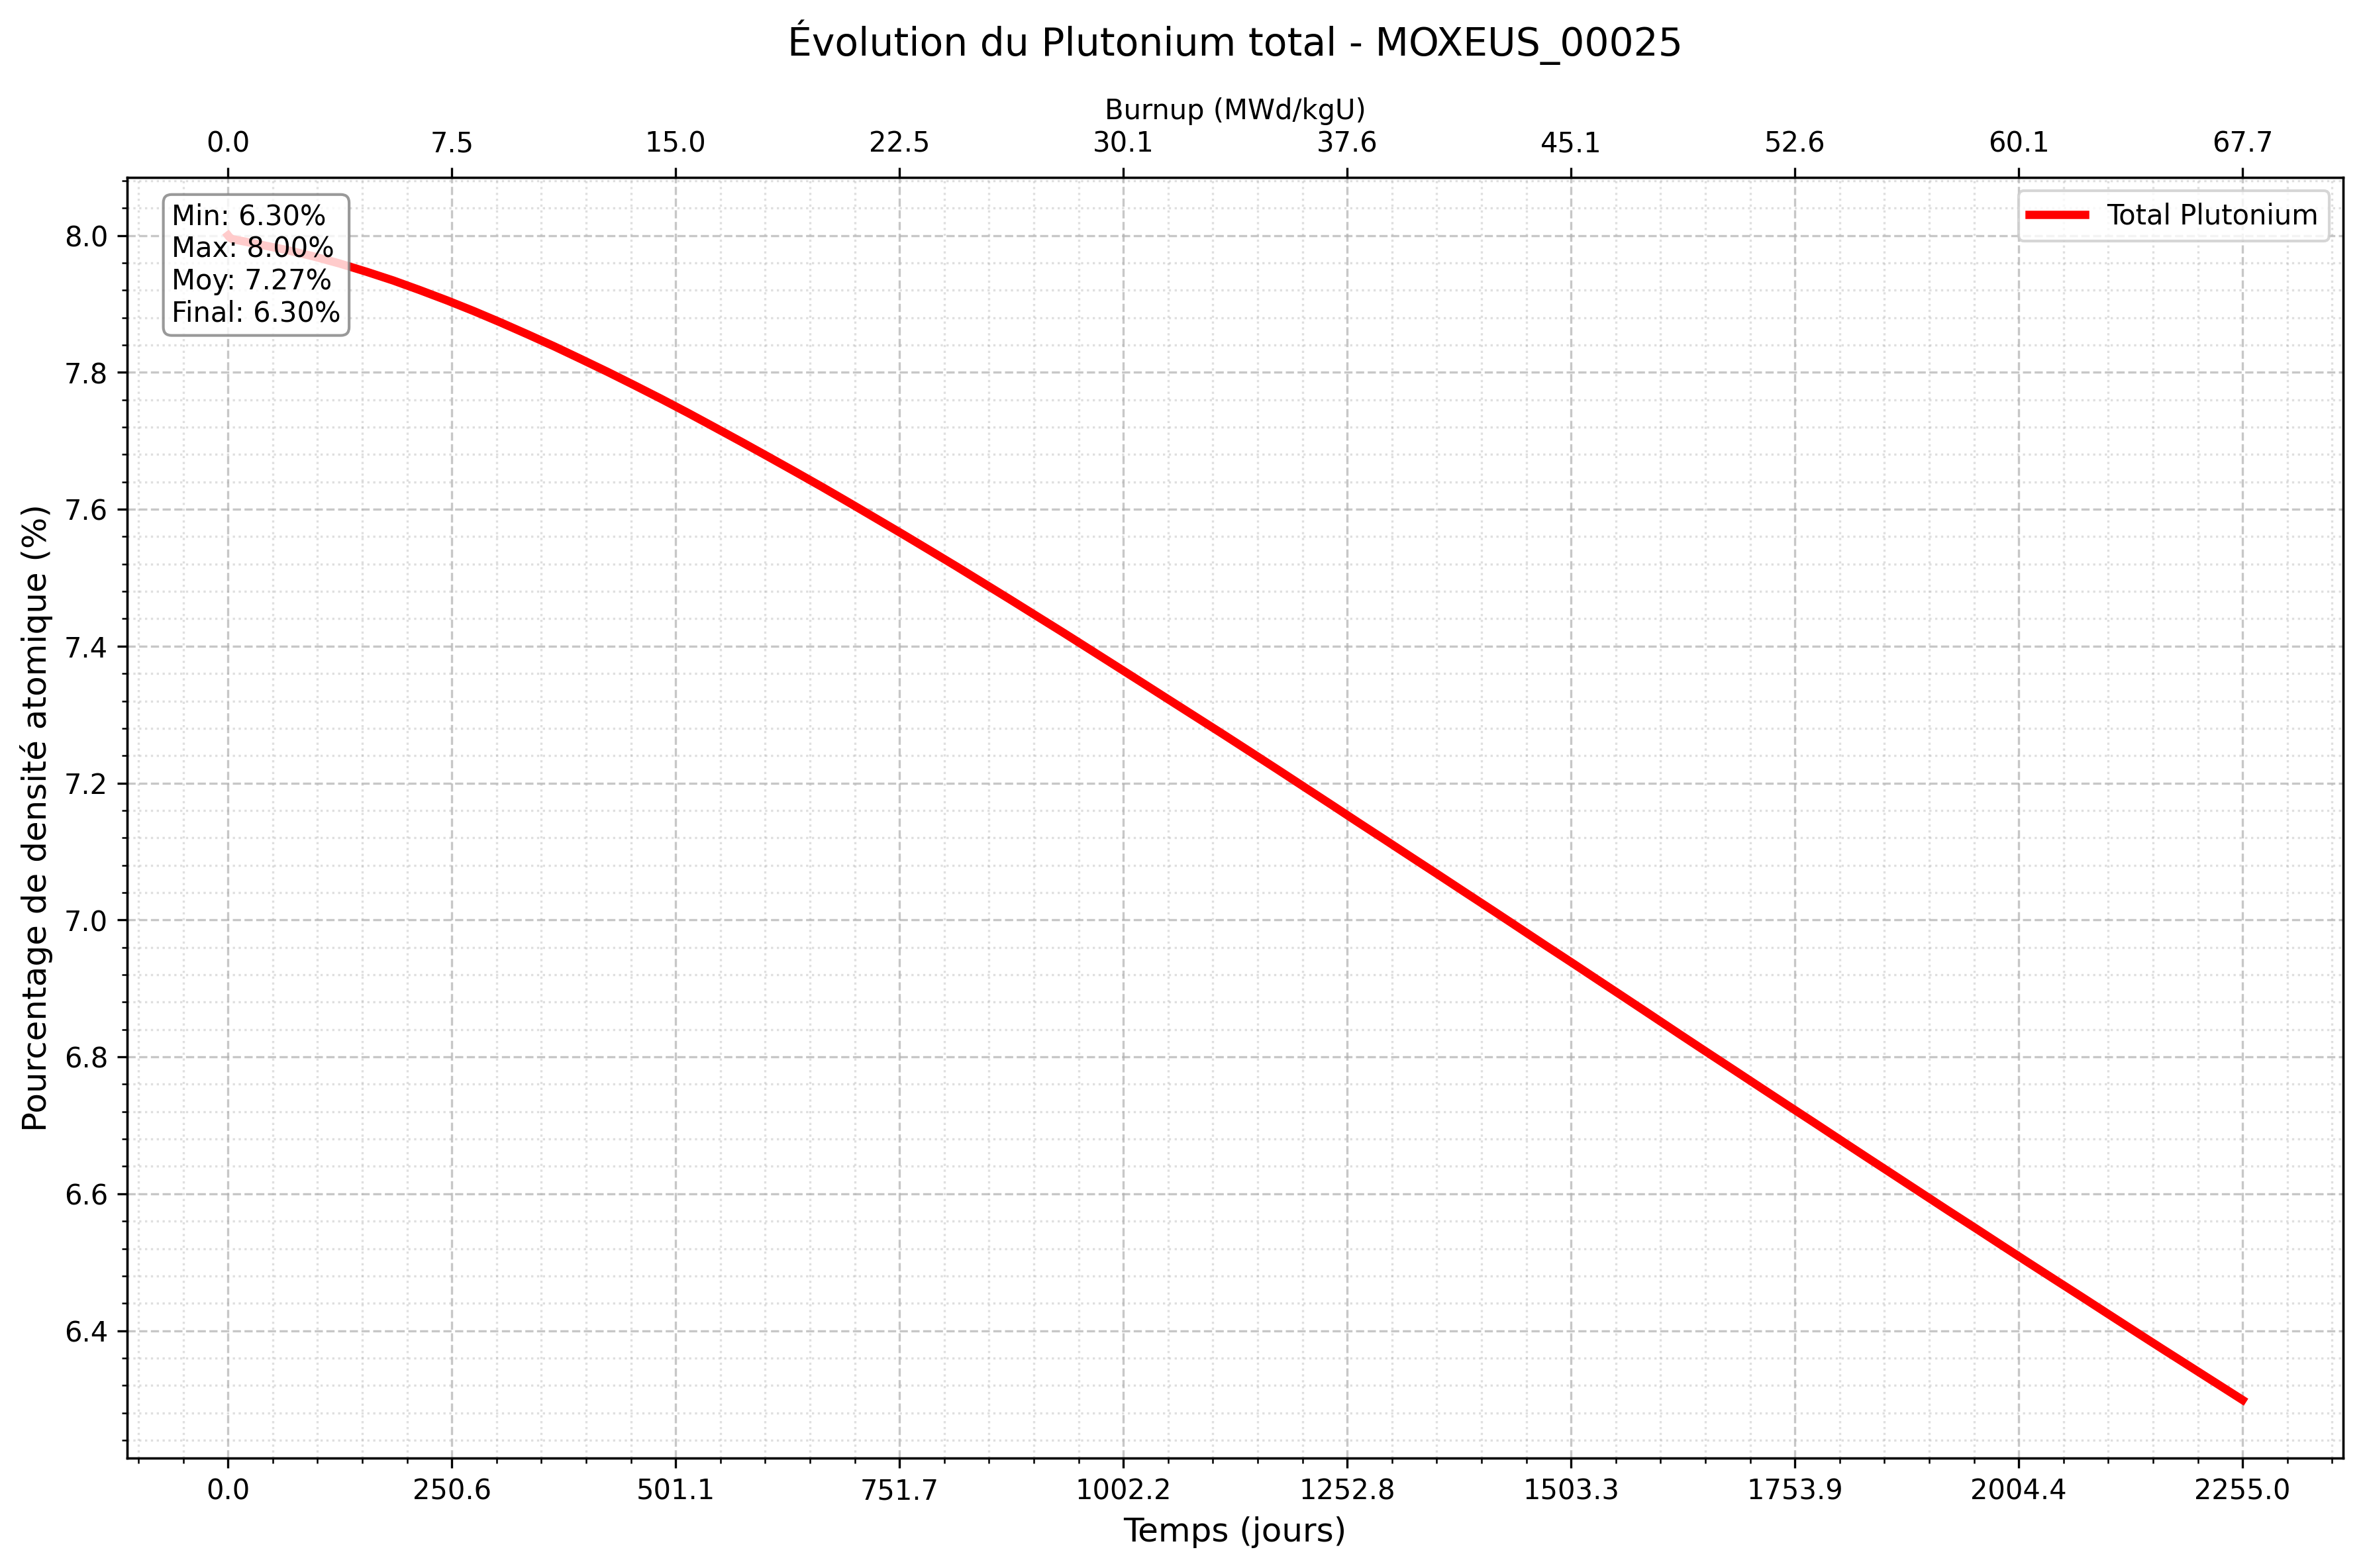 Évolution du Plutonium total - MOXEUS_00025
Burnup (MWd/kgU)
0.0 7.5 15.0 22.5 30.1 37.6 45.1 52.6 60.1 67.7
Min: 6.30%
Max: 8.00%
Moy: 7.27%
Final: 6.30%
Total Plutonium
Pourcentage de densité atomique (%)
8.0
7.8
7.6
7.4
7.2
7.0
6.8
6.6
6.4
0.0 250.6 501.1 751.7 1002.2 1252.8 1503.3 1753.9 2004.4 2255.0
Temps (jours)